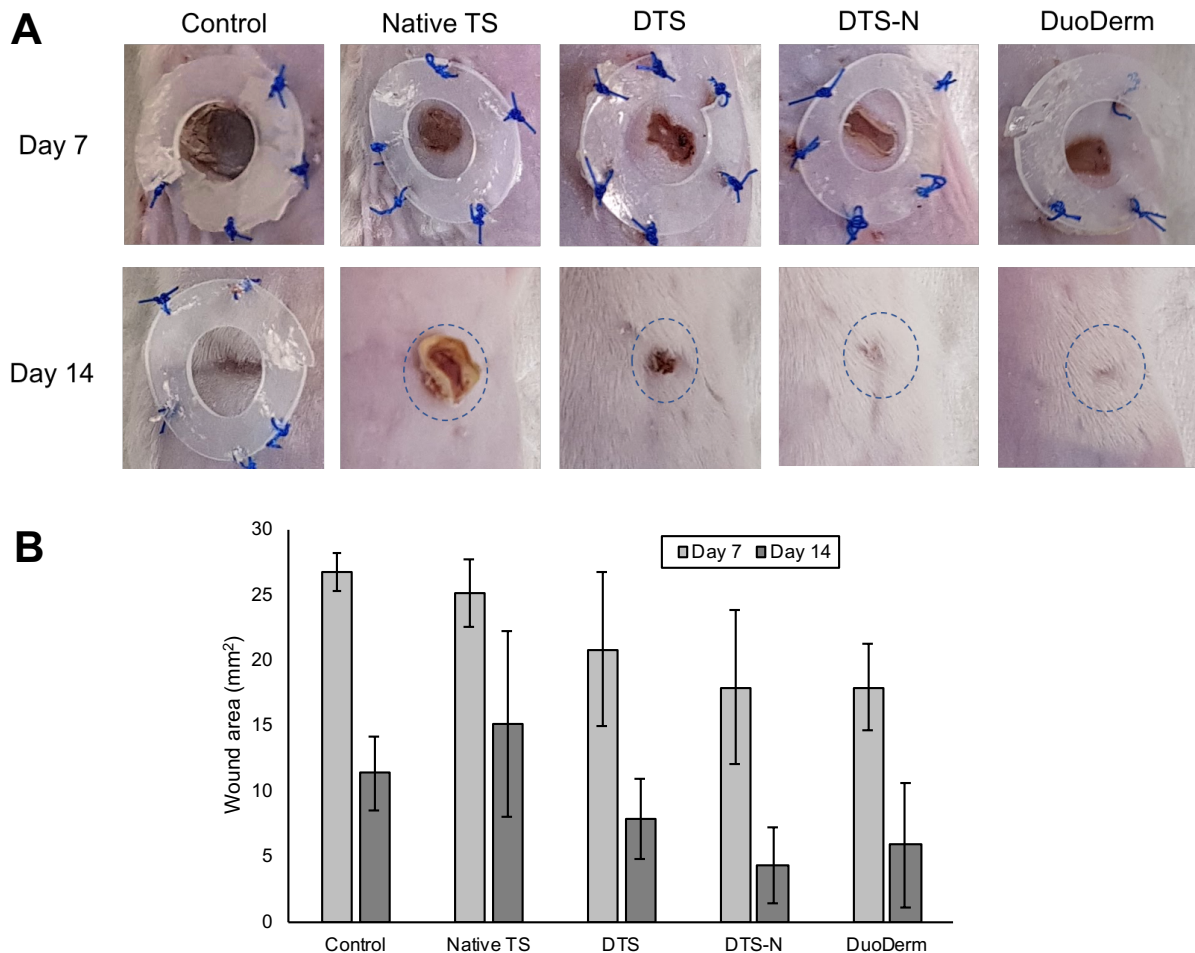 A
Control Native TS DTS DTS-N DuoDerm
Day 7
Day 14
B
30
25
20
15
10
5
0
Wound area (mm²)
Day 7 Day 14
Control Native TS DTS DTS-N DuoDerm